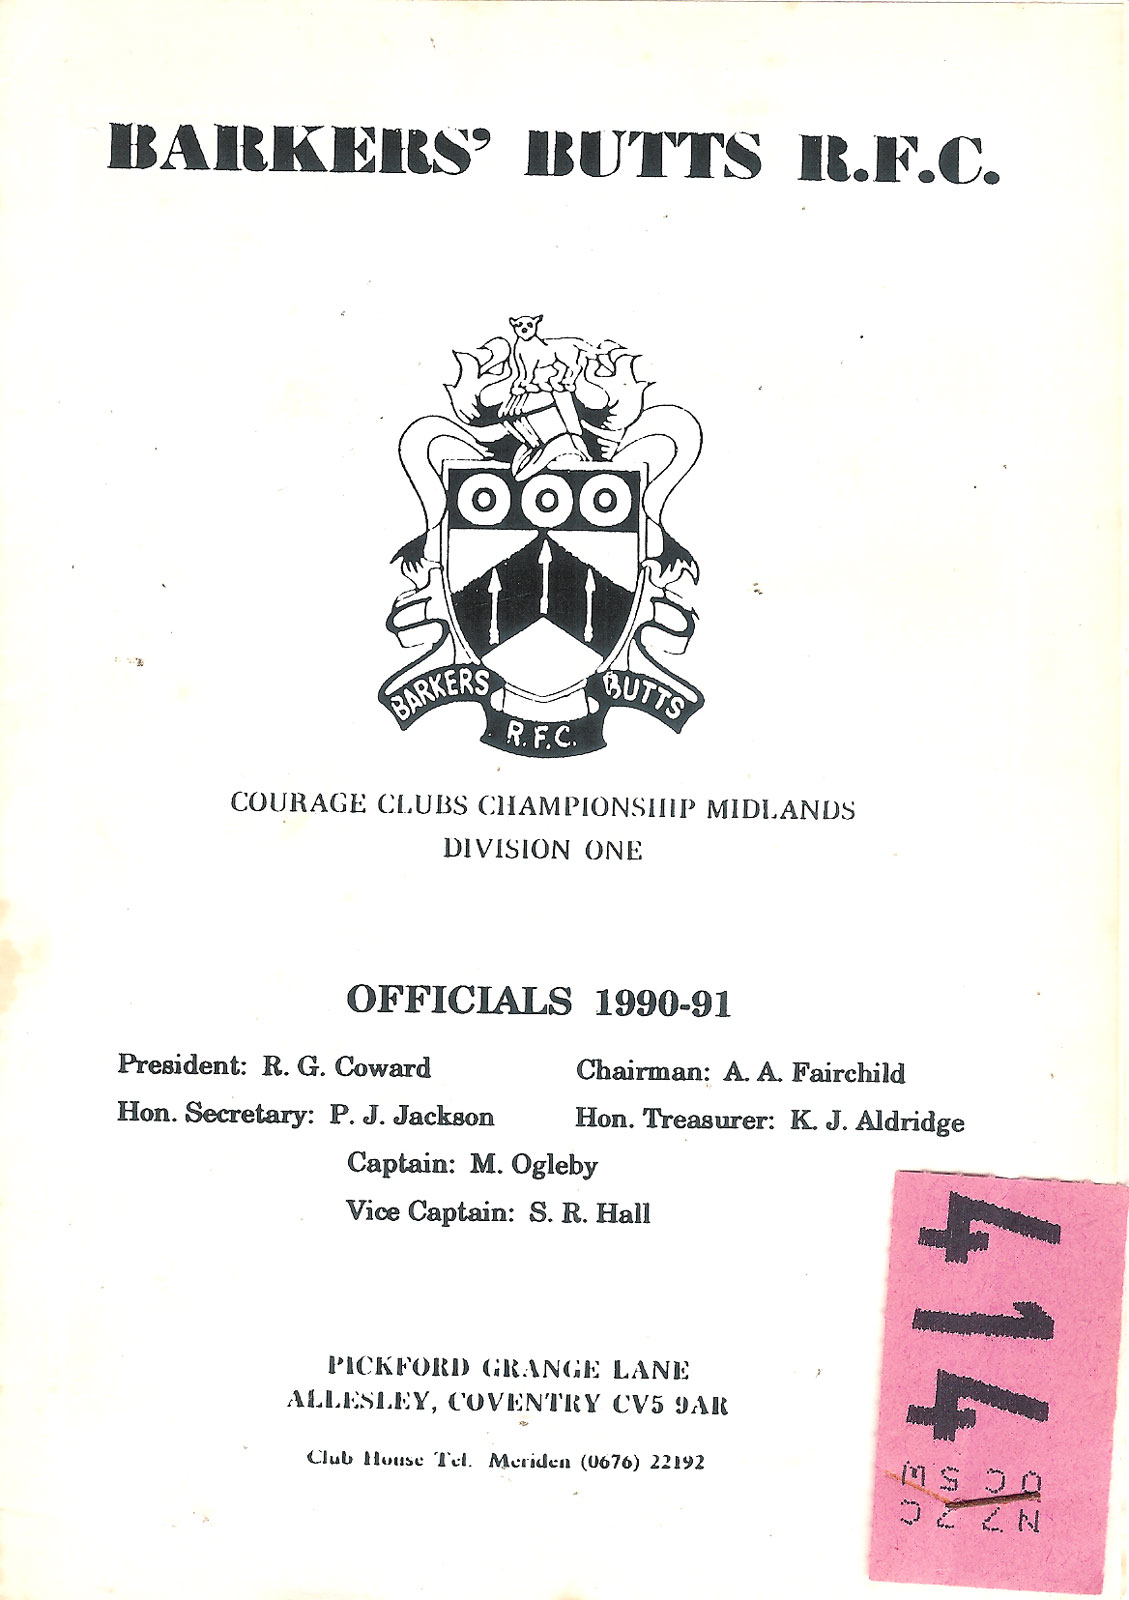 BARKERS' BUTTS R.F.C.
BARKERS BUTTS
R.F.C.
COURAGE CLUBS CHAMPIONSHIP MIDLANDS
DIVISION ONE
OFFICIALS 1990-91
President: R. G. Coward Chairman: A. A. Fairchild
Hon. Secretary: P. J. Jackson Hon. Treasurer: K. J. Aldridge
Captain: M. Ogleby
Vice Captain: S. R. Hall
PICKFORD GRANGE LANE
ALLESLEY, COVENTRY CV5 9AR
Club House Tel. Meriden (0676) 22192
414